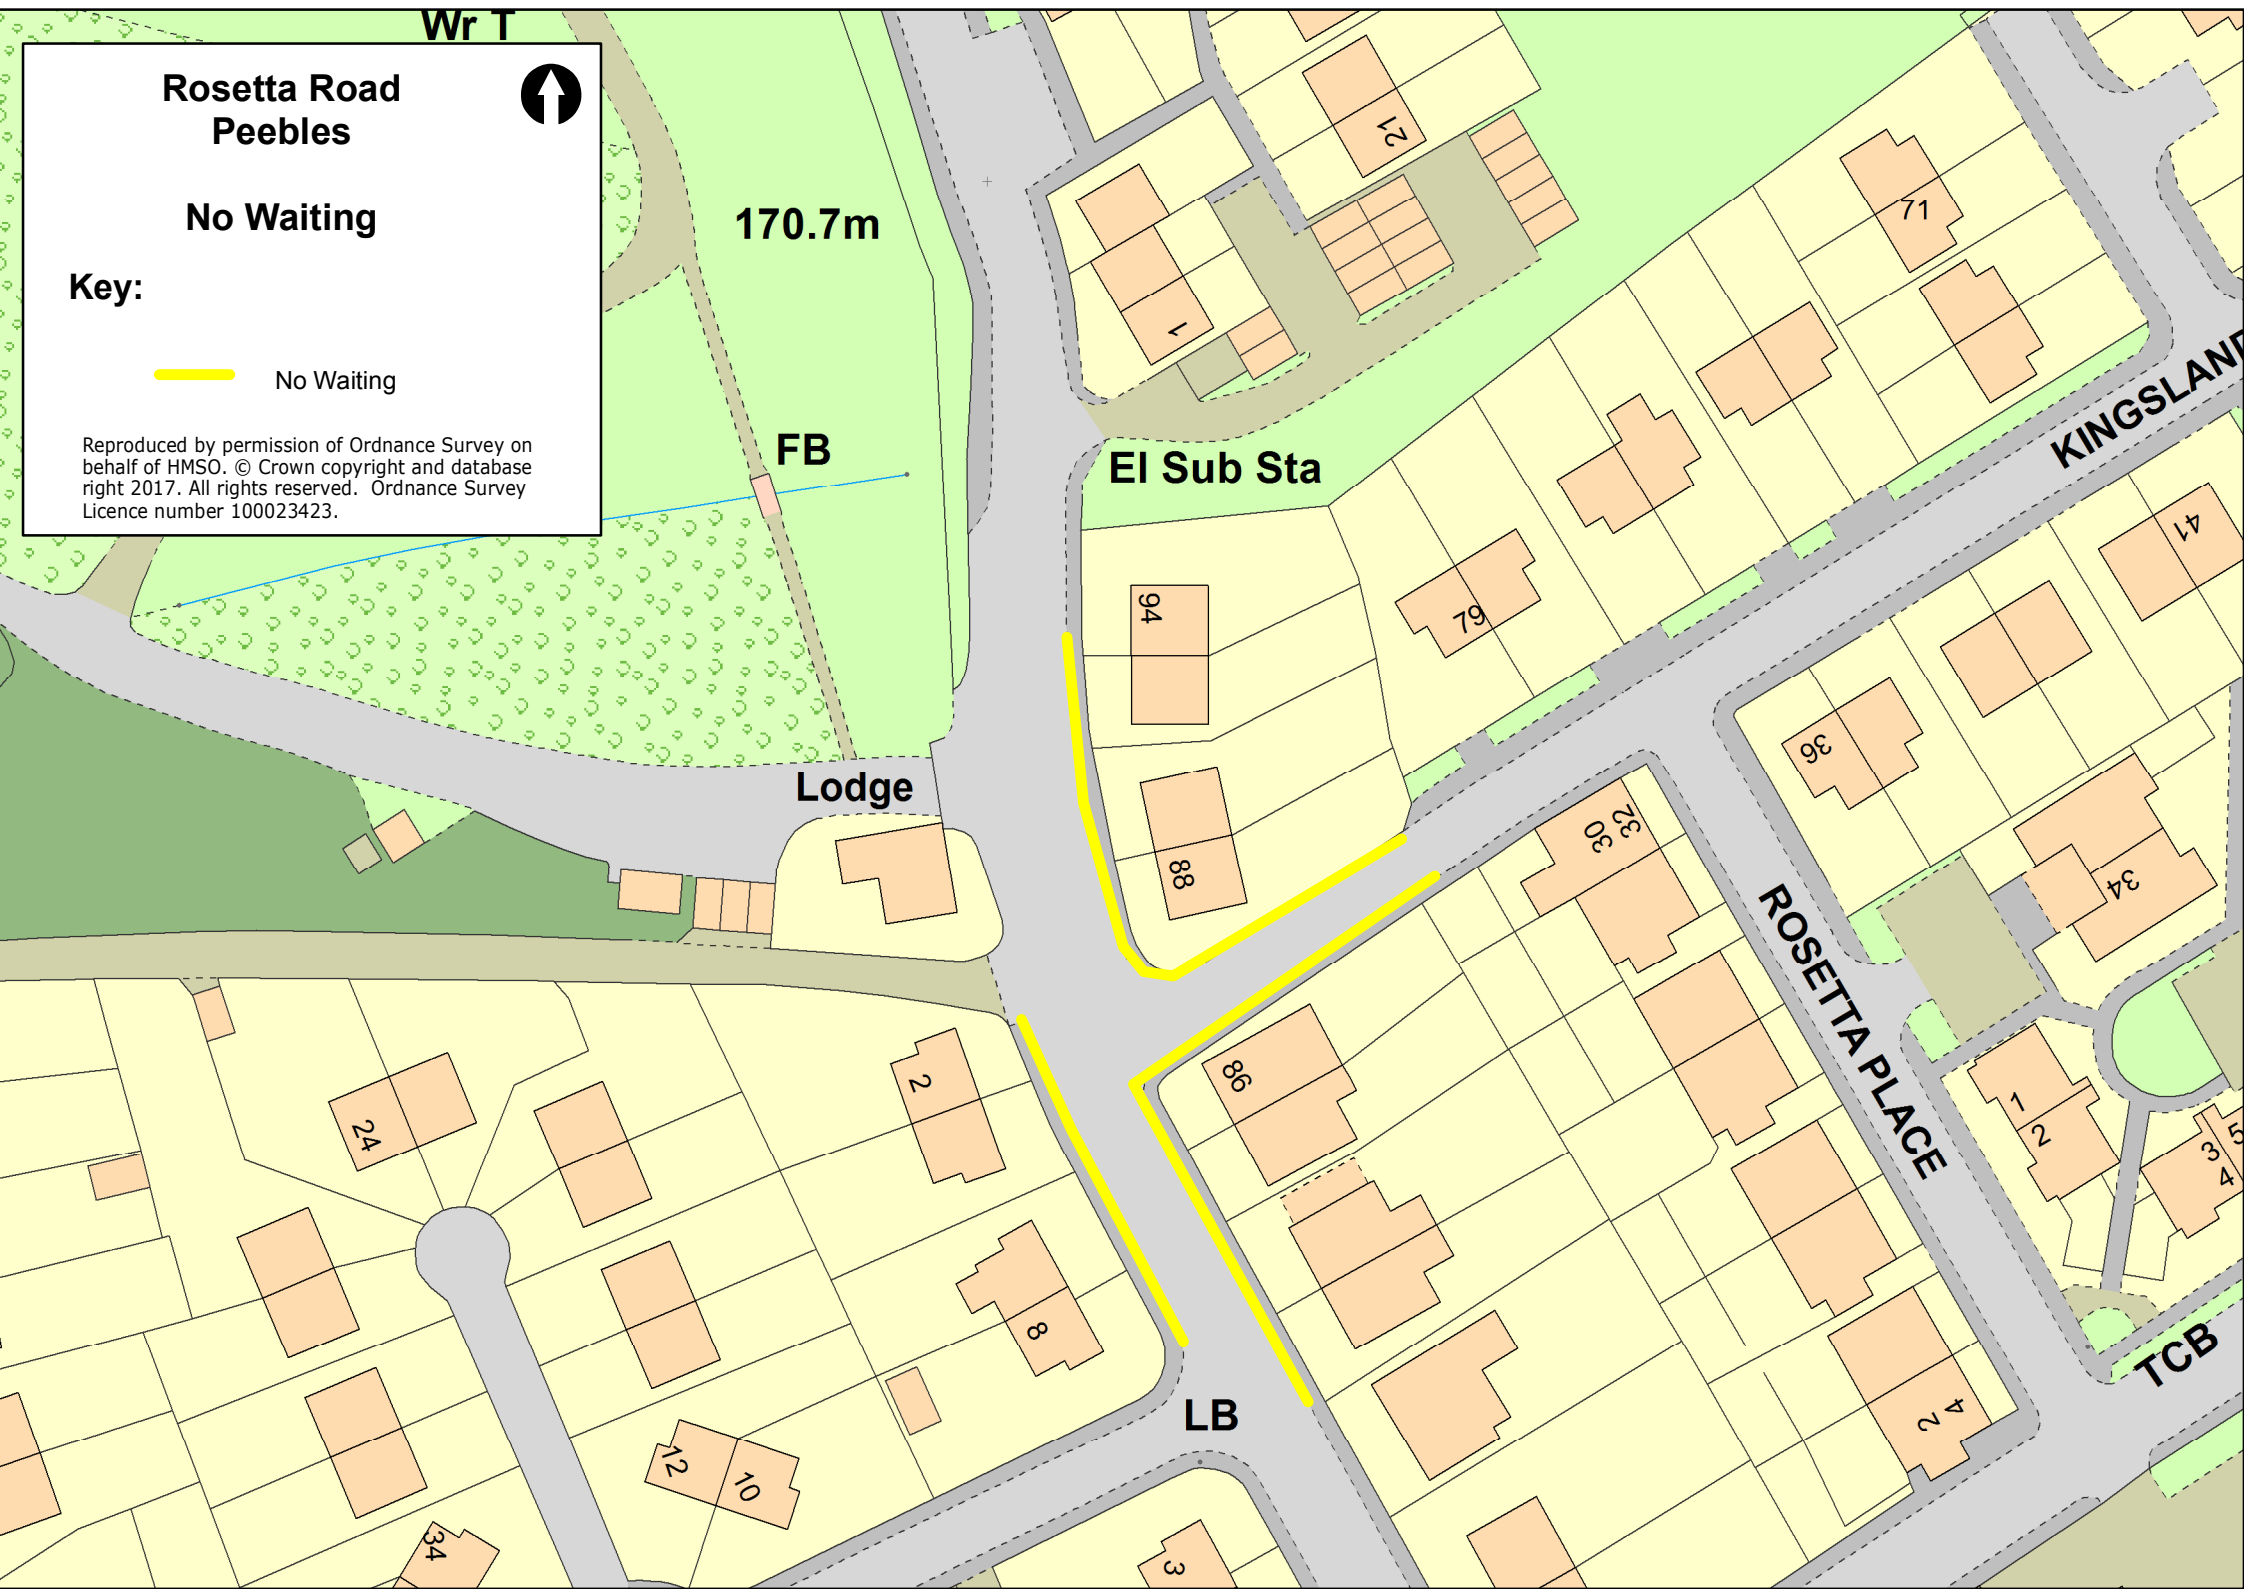 Wr T
Rosetta Road
Peebles
No Waiting
Key:
No Waiting
Reproduced by permission of Ordnance Survey on
behalf of HMSO. © Crown copyright and database
right 2017. All rights reserved. Ordnance Survey
Licence number 100023423.
170.7m
21
71
1
FB
El Sub Sta
KINGSLAND
41
94
79
36
Lodge
32
30
88
34
ROSETTA PLACE
86
2
24
1
2
3
4
5
8
TCB
LB
2
4
12
10
34
3